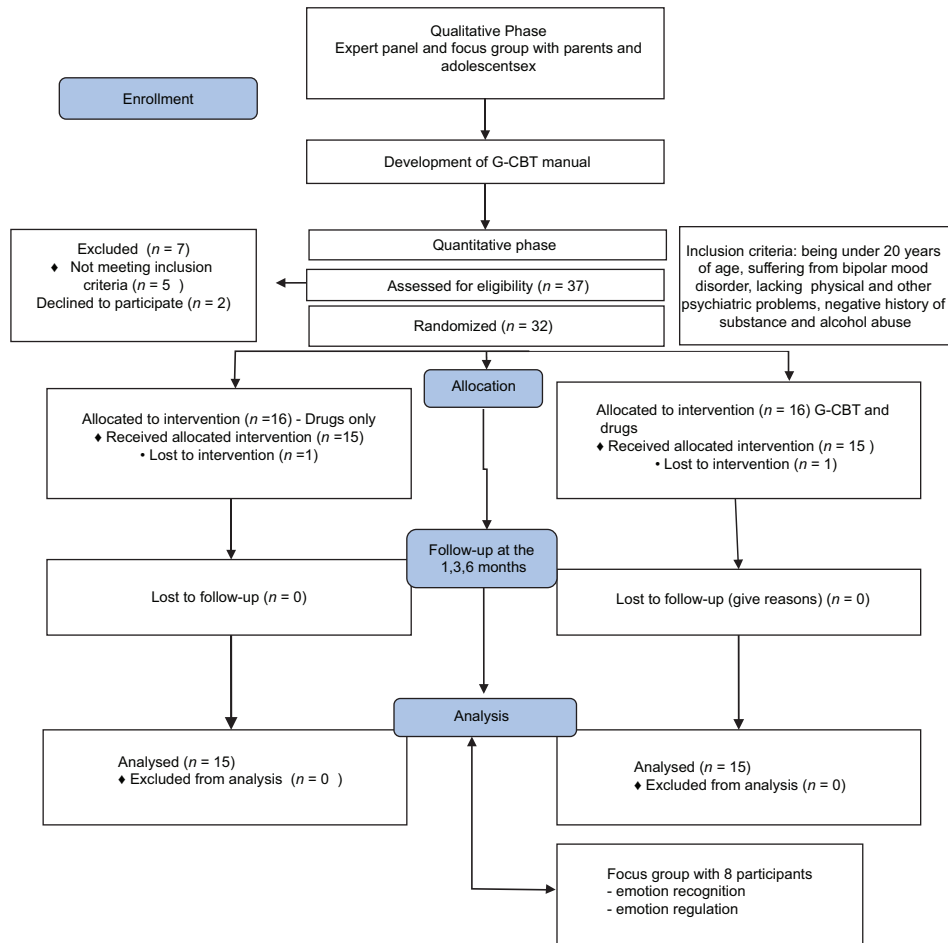 Qualitative Phase
Expert panel and focus group with parents and
adolescentsex
Enrollment
Development of G-CBT manual
Quantitative phase
Excluded (n = 7)
♦ Not meeting inclusion
criteria (n = 5 )
Declined to participate (n = 2)
Assessed for eligibility (n = 37)
Inclusion criteria: being under 20 years
of age, suffering from bipolar mood
disorder, lacking physical and other
psychiatric problems, negative history of
substance and alcohol abuse
Randomized (n = 32)
Allocation
Allocated to intervention (n =16) - Drugs only
♦ Received allocated intervention (n =15)
• Lost to intervention (n =1)
Allocated to intervention (n = 16) G-CBT and
drugs
♦ Received allocated intervention (n = 15 )
• Lost to intervention (n = 1)
Follow-up at the
1,3,6 months
Lost to follow-up (n = 0)
Lost to follow-up (give reasons) (n = 0)
Analysis
Analysed (n = 15)
♦ Excluded from analysis (n = 0 )
Analysed (n = 15)
♦ Excluded from analysis (n = 0)
Focus group with 8 participants
- emotion recognition
- emotion regulation